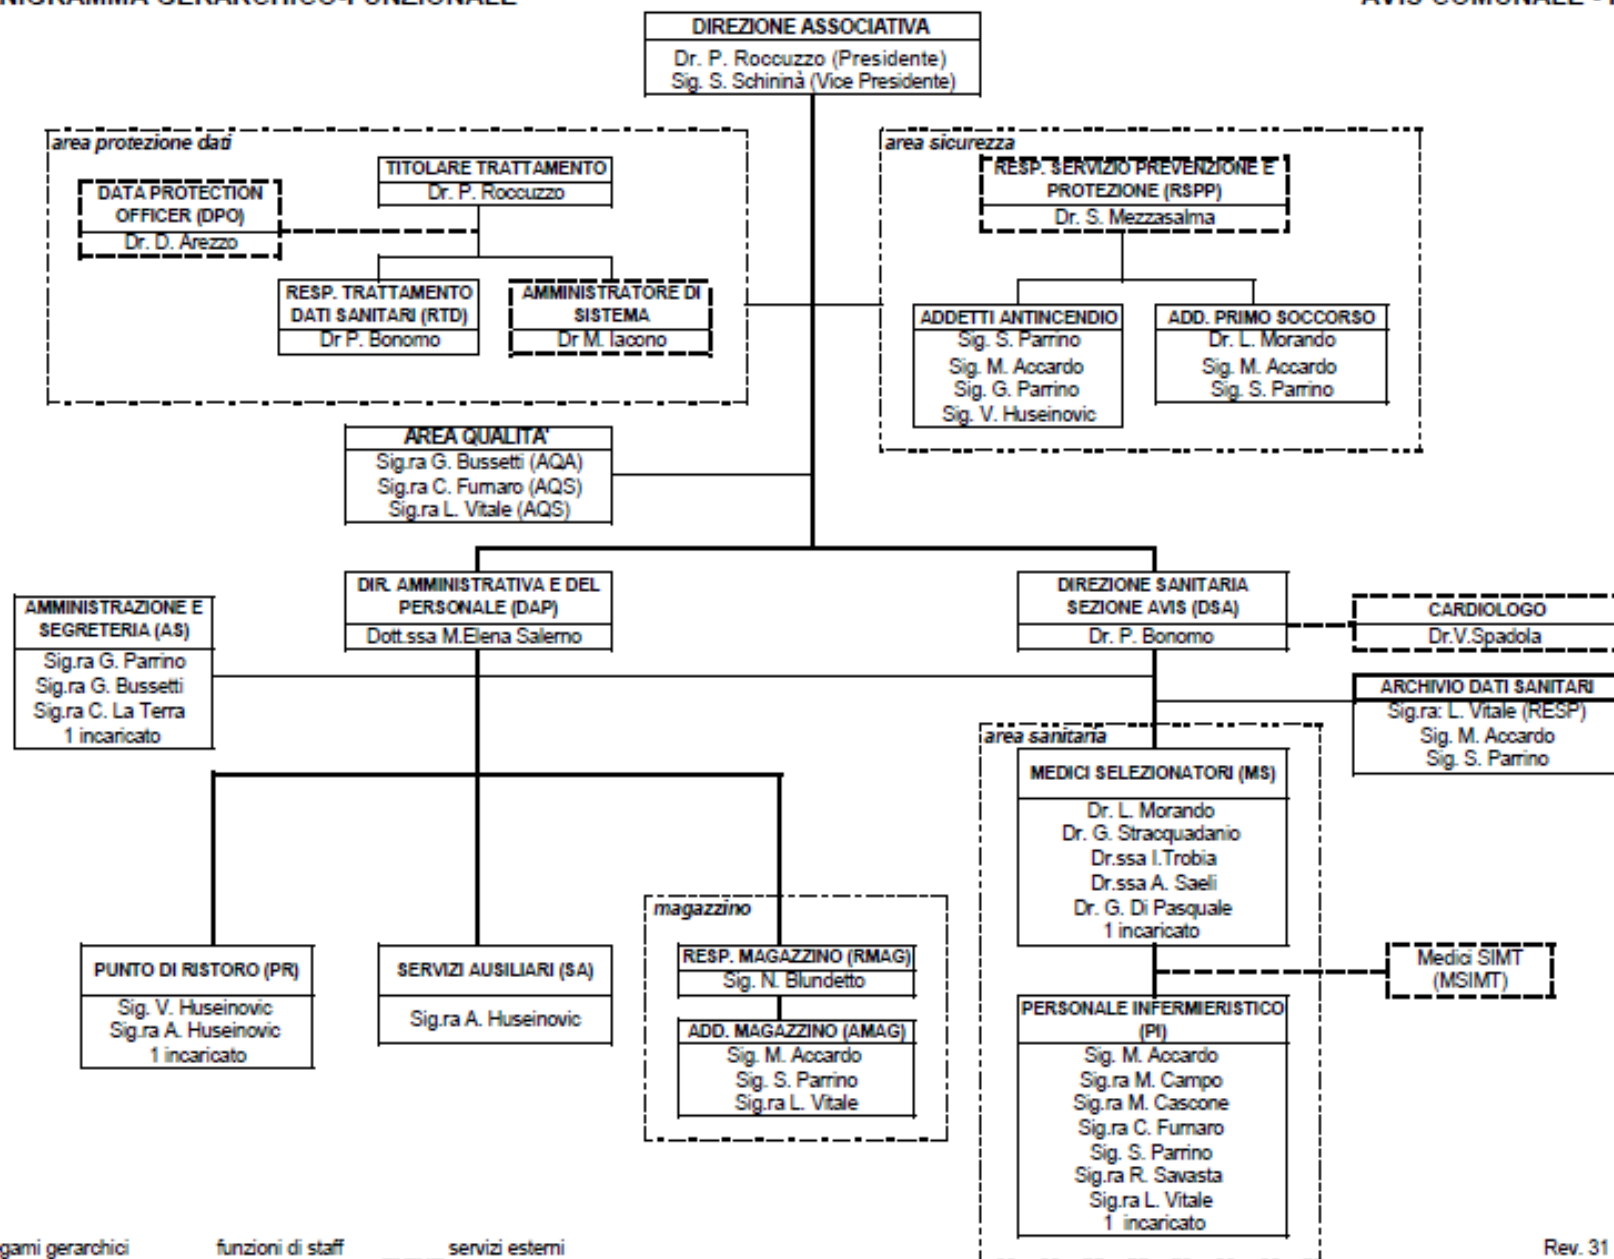 AVIS COMUNALE -
DIREZIONE ASSOCIATIVA
Dr. P. Roccuzzo (Presidente)
Sig. S. Schininà (Vice Presidente)
area protezione dati
TITOLARE TRATTAMENTO
Dr. P. Roccuzzo
DATA PROTECTION
OFFICER (DPO)
Dr. D. Arezzo
RESP. TRATTAMENTO
DATI SANITARI (RTD)
Dr P. Bonomo
AMMINISTRATORE DI
SISTEMA
Dr M. Iacono
area sicurezza
RESP. SERVIZIO PREVENZIONE E
PROTEZIONE (RSPP)
Dr. S. Mezzasalma
ADDETTI ANTINCENDIO
Sig. S. Parrino
Sig. M. Accardo
Sig. G. Parrino
Sig. V. Huseinovic
ADD. PRIMO SOCCORSO
Dr. L. Morando
Sig. M. Accardo
Sig. S. Parrino
AREA QUALITA'
Sig.ra G. Bussetti (AQA)
Sig.ra C. Fumaro (AQS)
Sig.ra L. Vitale (AQS)
AMMINISTRAZIONE E
SEGRETERIA (AS)
Sig.ra G. Parrino
Sig.ra G. Bussetti
Sig.ra C. La Terra
1 incaricato
DIR. AMMINISTRATIVA E DEL
PERSONALE (DAP)
Dott.ssa M.Elena Salerno
DIREZIONE SANITARIA
SEZIONE AVIS (DSA)
Dr. P. Bonomo
CARDIOLOGO
Dr.V.Spadola
ARCHIVIO DATI SANITARI
Sig.ra: L. Vitale (RESP)
Sig. M. Accardo
Sig. S. Parrino
area sanitaria
MEDICI SELEZIONATORI (MS)
Dr. L. Morando
Dr. G. Stracquadanio
Dr.ssa I.Trobia
Dr.ssa A. Saeli
Dr. G. Di Pasquale
1 incaricato
Medici SIMT
(MSIMT)
PERSONALE INFERMIERISTICO
(PI)
Sig. M. Accardo
Sig.ra M. Campo
Sig.ra M. Cascone
Sig.ra C. Fumaro
Sig. S. Parrino
Sig.ra R. Savasta
Sig.ra L. Vitale
1 incaricato
PUNTO DI RISTORO (PR)
Sig. V. Huseinovic
Sig.ra A. Huseinovic
1 incaricato
SERVIZI AUSILIARI (SA)
Sig.ra A. Huseinovic
magazzino
RESP. MAGAZZINO (RMAG)
Sig. N. Blundetto
ADD. MAGAZZINO (AMAG)
Sig. M. Accardo
Sig. S. Parrino
Sig.ra L. Vitale
gami gerarchici funzioni di staff servizi esterni
Rev. 31